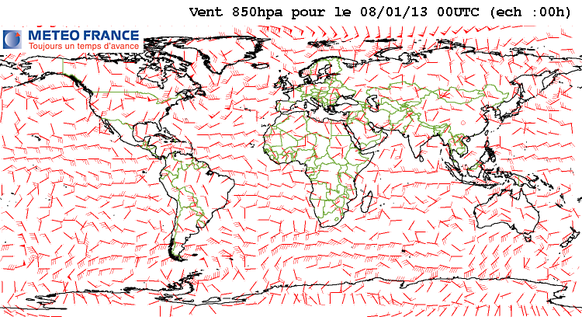 Vent 850hpa pour le 08/01/13 00UTC (ech :00h)
METEO FRANCE
Toujours un temps d'avance